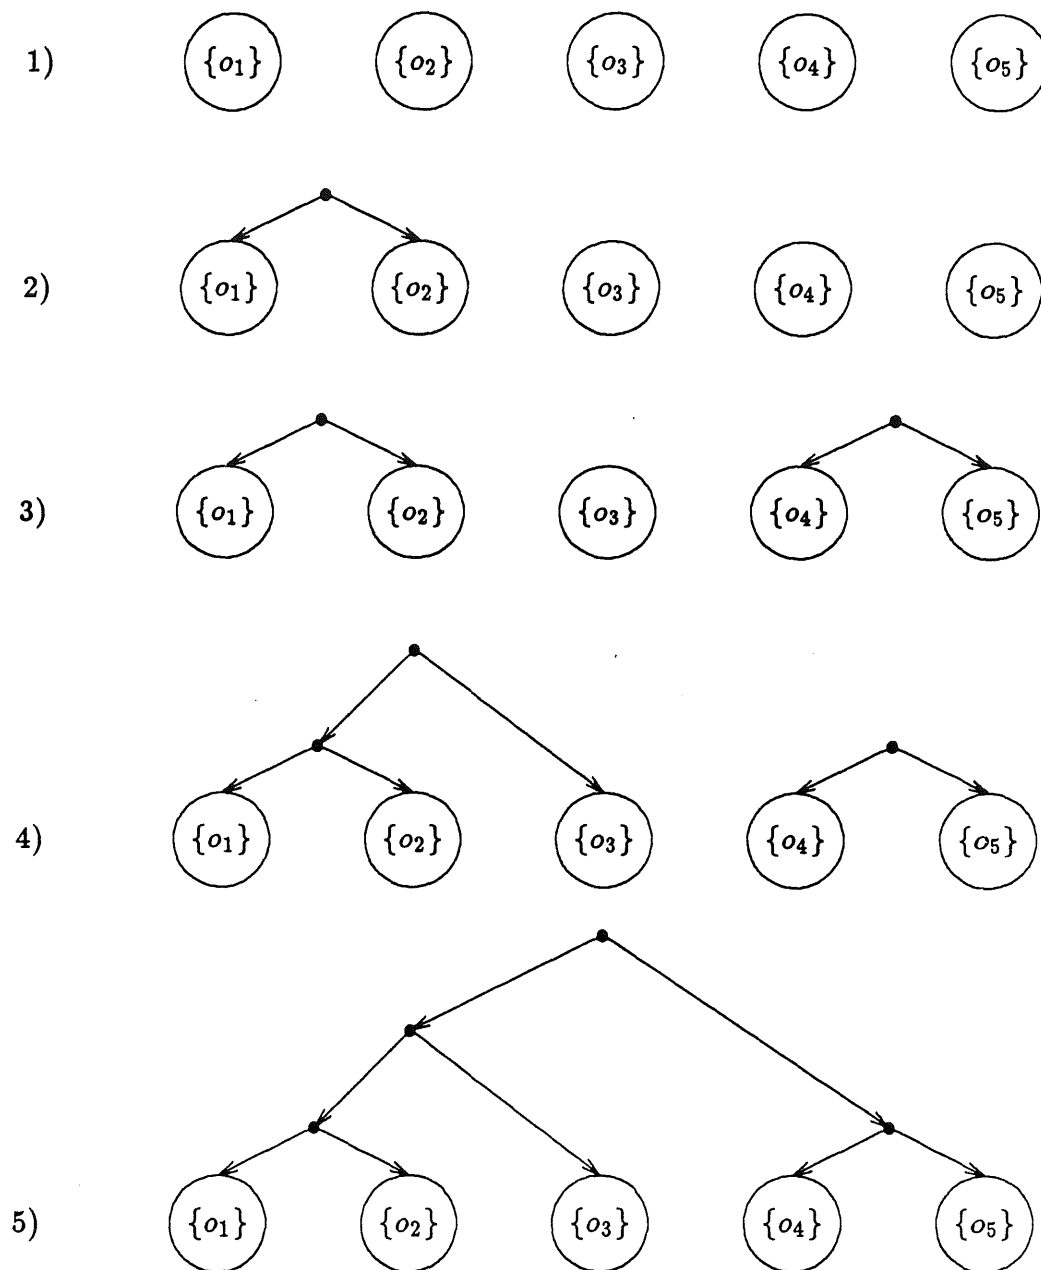 1) {o₁} {o₂} {o₃} {o₄} {o₅}
2) {o₁} {o₂} {o₃} {o₄} {o₅}
3) {o₁} {o₂} {o₃} {o₄} {o₅}
4) {o₁} {o₂} {o₃} {o₄} {o₅}
5) {o₁} {o₂} {o₃} {o₄} {o₅}